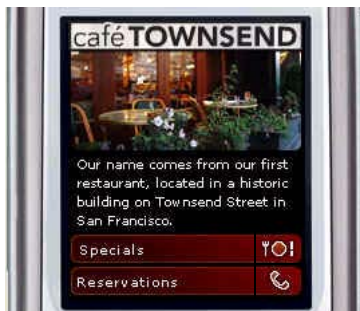 café TOWNSEND
Our name comes from our first
restaurant, located in a historic
building on Townsend Street in
San Francisco.
Specials
Reservations